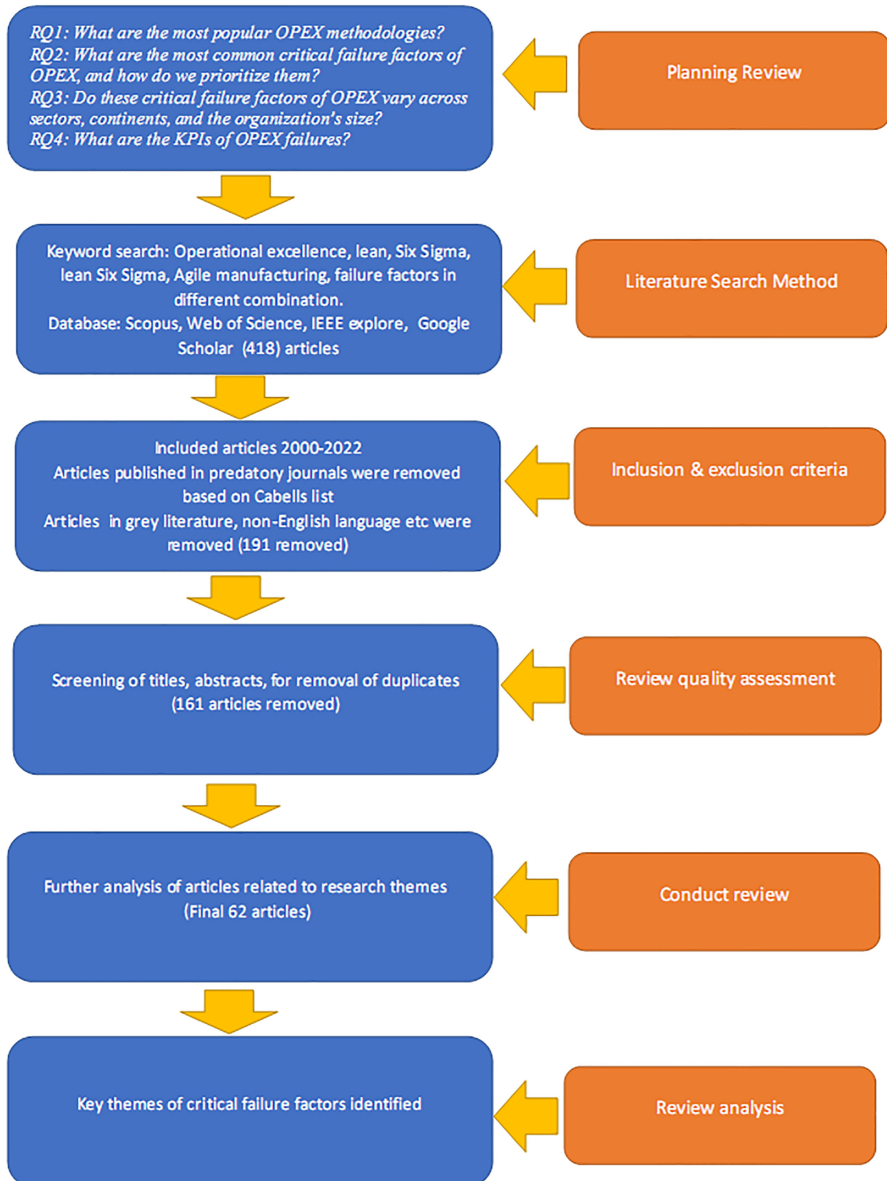 RQ1: What are the most popular OPEX methodologies?
RQ2: What are the most common critical failure factors of
OPEX, and how do we prioritize them?
RQ3: Do these critical failure factors of OPEX vary across
sectors, continents, and the organization's size?
RQ4: What are the KPIs of OPEX failures?
Planning Review
Keyword search: Operational excellence, lean, Six Sigma,
lean Six Sigma, Agile manufacturing, failure factors in
different combination.
Database: Scopus, Web of Science, IEEE explore, Google
Scholar (418) articles
Literature Search Method
Included articles 2000-2022
Articles published in predatory journals were removed
based on Cabells list
Articles in grey literature, non-English language etc were
removed (191 removed)
Inclusion & exclusion criteria
Screening of titles, abstracts, for removal of duplicates
(161 articles removed)
Review quality assessment
Further analysis of articles related to research themes
(Final 62 articles)
Conduct review
Key themes of critical failure factors identified
Review analysis